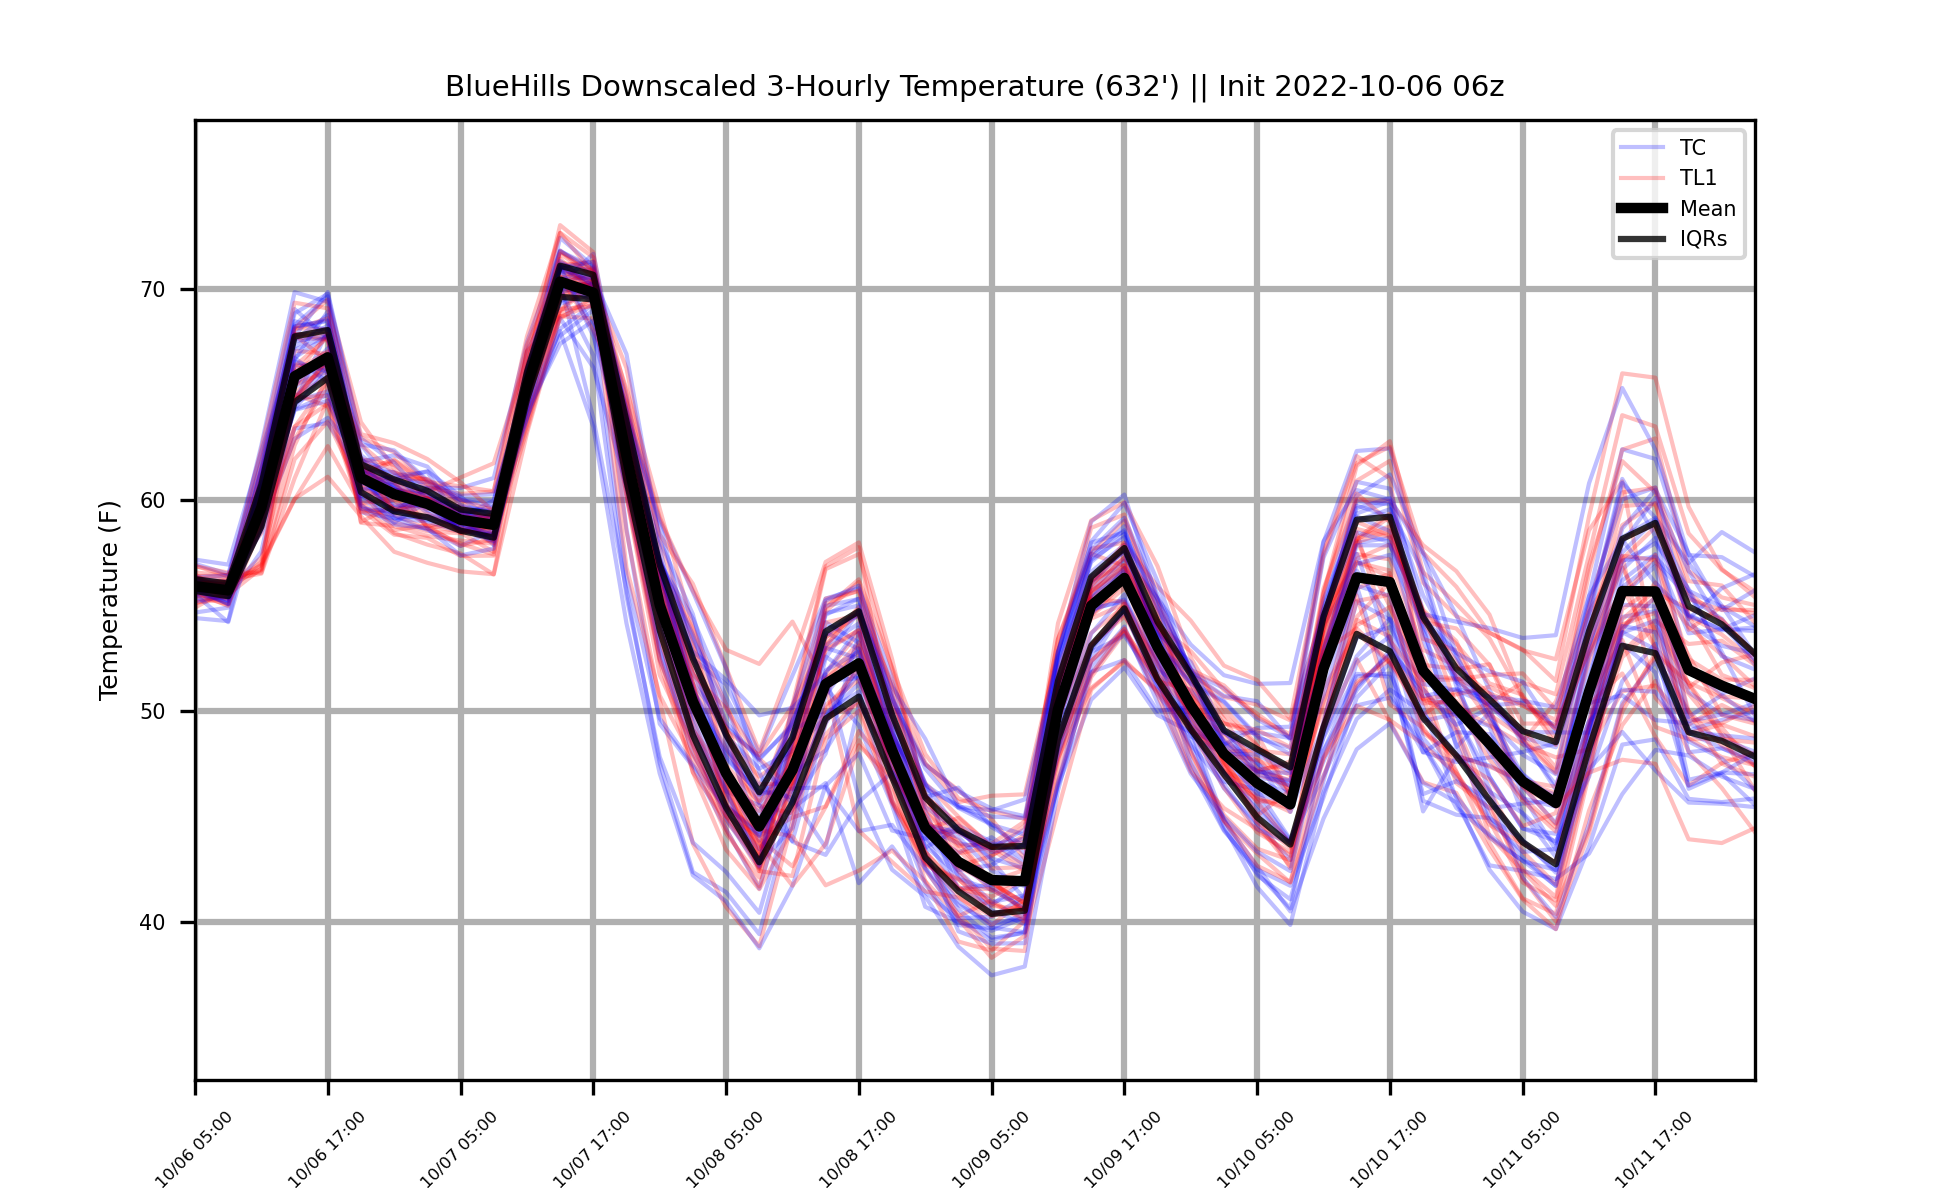 BlueHills Downscaled 3-Hourly Temperature (632') || Init 2022-10-06 06z
TC
TL1
Mean
IQRs
Temperature (F)
70
60
50
40
10/06 05:00
10/06 17:00
10/07 05:00
10/07 17:00
10/08 05:00
10/08 17:00
10/09 05:00
10/09 17:00
10/10 05:00
10/10 17:00
10/11 05:00
10/11 17:00